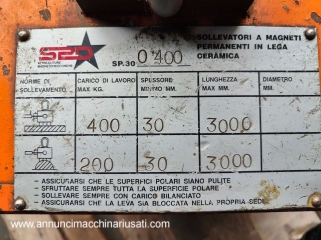 SPD
SP.30 0 400
SOLLEVATORI A MAGNETI
PERMANENTI IN LEGA
CERAMICA
NORME DI SOLLEVAMENTO
CARICO DI LAVORO MAX KG.
SPESSORE MINIMO MM.
LUNGHEZZA MAX MM.
DIAMETRO MM.
400 30 3000
200 30 3000
- ASSICURARSI CHE LE SUPERFICI POLARI SIANO PULITE
- SFRUTTARE SEMPRE TUTTA LA SUPERFICIE POLARE
- SOLLEVARE SEMPRE CON CARICO BILANCIATO
- ASSICURARSI CHE LA LEVA SIA BLOCCATA NELLA PROPRIA SEDE
www.annuncimacchinariusati.com